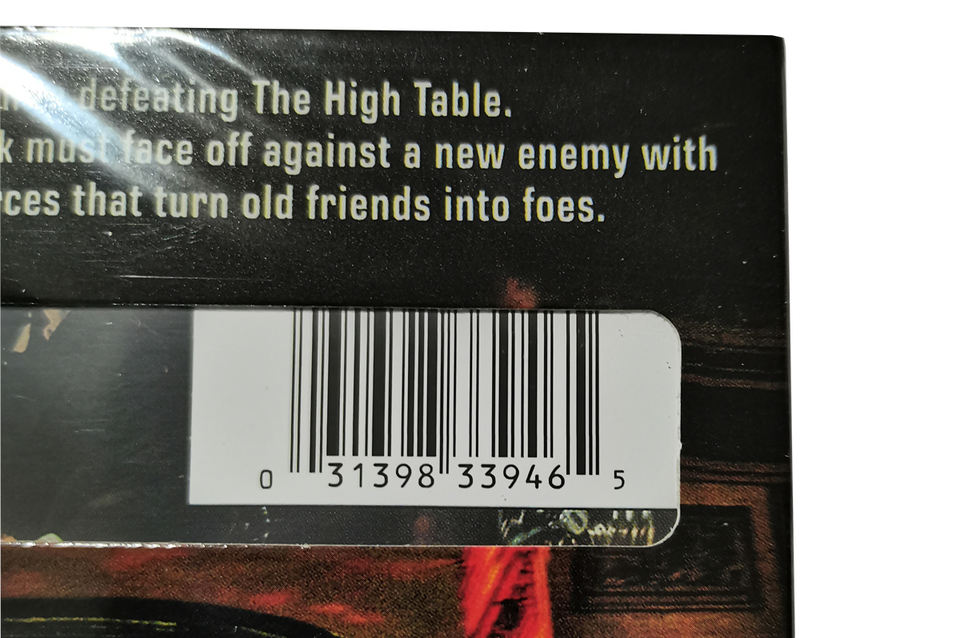 defeating The High Table.
must face off against a new enemy with
that turn old friends into foes.
0 31398 33946 5